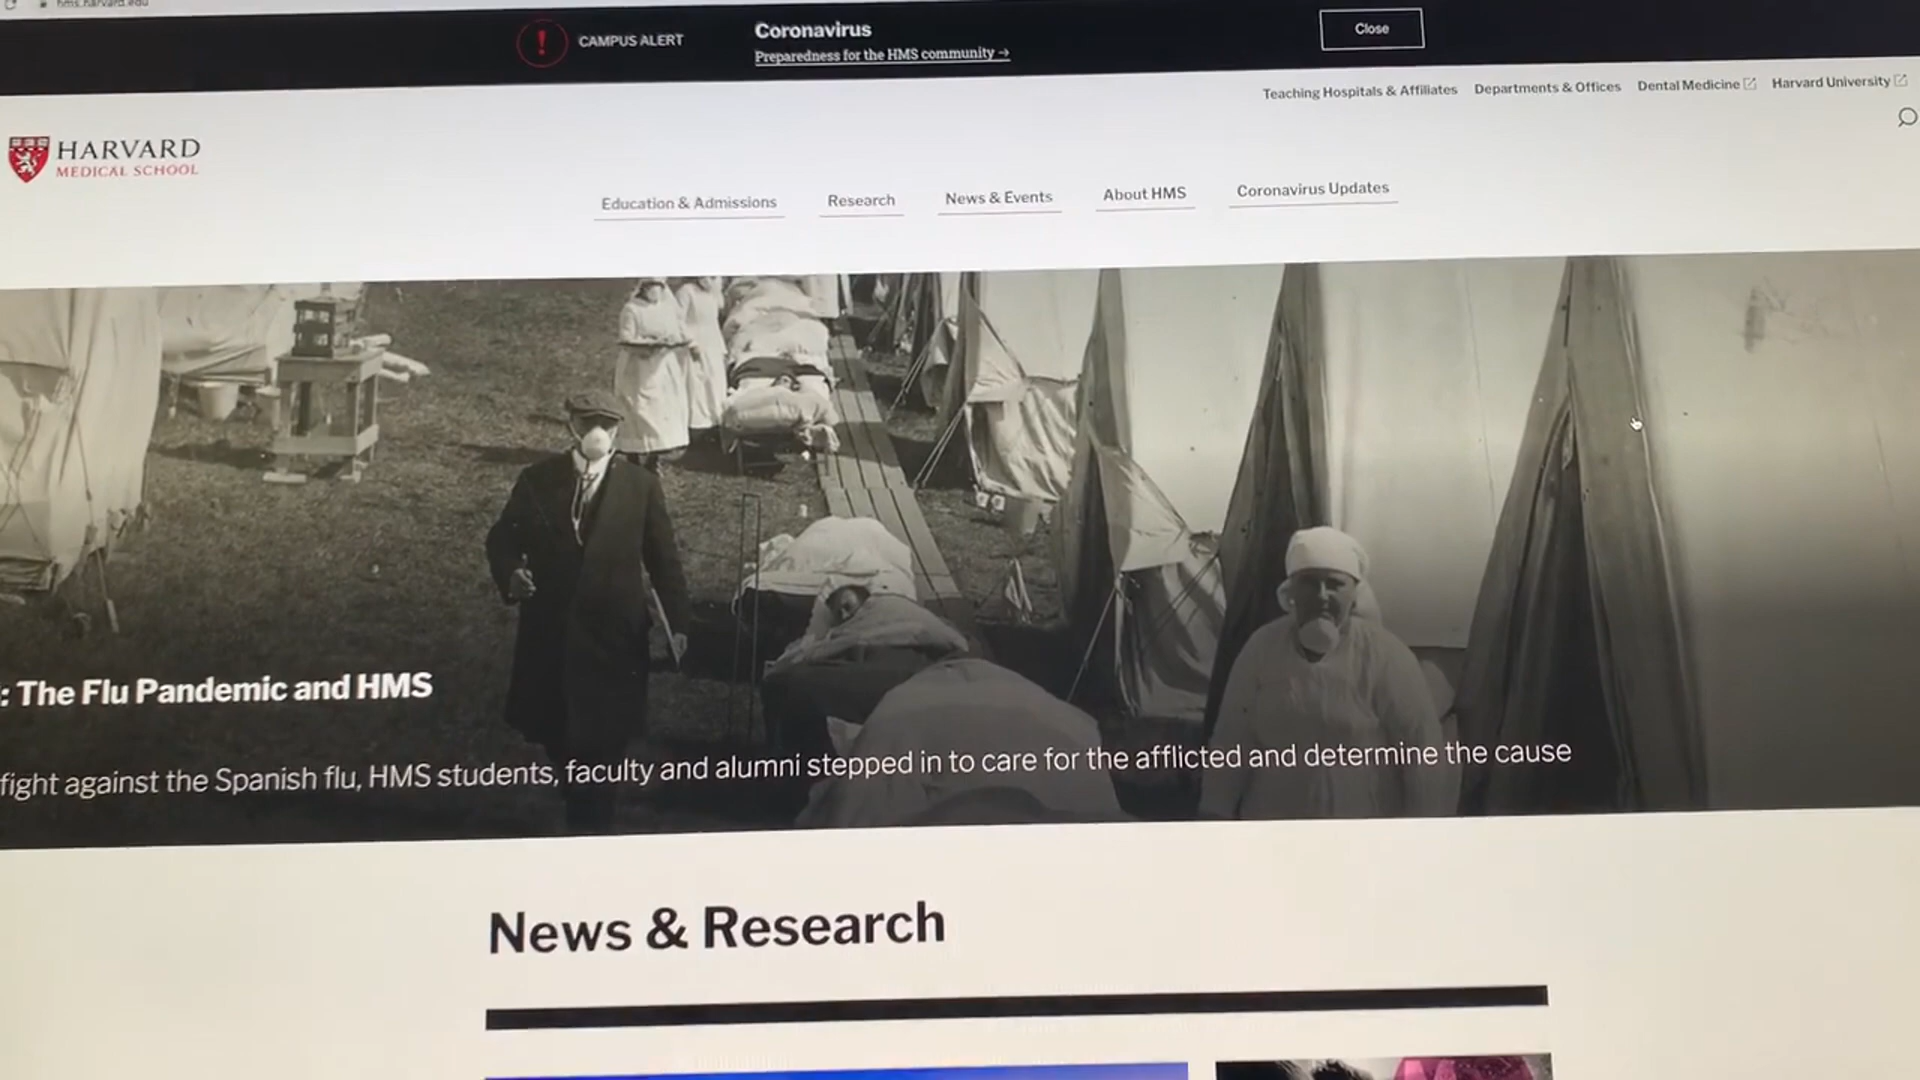 hms.harvard.edu
CAMPUS ALERT
Coronavirus
Preparedness for the HMS community →
Close
Teaching Hospitals & Affiliates Departments & Offices Dental Medicine Harvard University
HARVARD
MEDICAL SCHOOL
Education & Admissions Research News & Events About HMS Coronavirus Updates
: The Flu Pandemic and HMS
fight against the Spanish flu, HMS students, faculty and alumni stepped in to care for the afflicted and determine the cause
News & Research